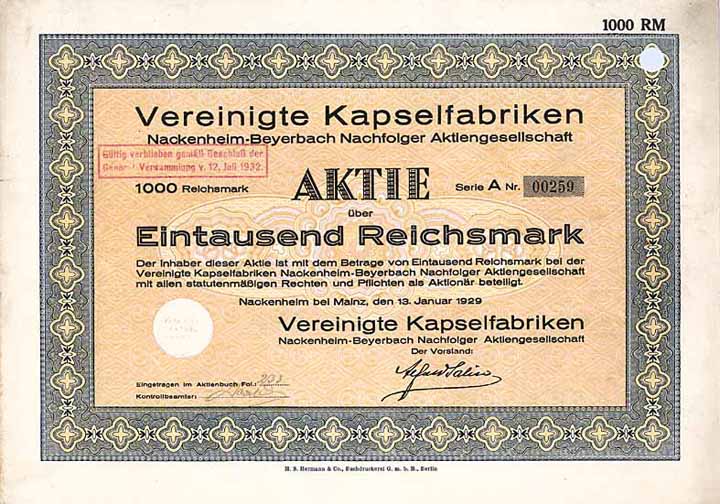 1000 RM
Vereinigte Kapselfabriken
Nackenheim-Beyerbach Nachfolger Aktiengesellschaft
Gültig verblieben gemäß Beschluß der
Versammlung v. 12. Juli 1932.
1000 Reichsmark AKTIE Serie A Nr. 00259
über
Eintausend Reichsmark
Der Inhaber dieser Aktie ist mit dem Betrage von Eintausend Reichsmark bei der
Vereinigte Kapselfabriken Nackenheim-Beyerbach Nachfolger Aktiengesellschaft
mit allen statutenmäßigen Rechten und Pflichten als Aktionär beteiligt.
Nackenheim bei Mainz, den 13. Januar 1929
Vereinigte Kapselfabriken
Nackenheim-Beyerbach Nachfolger Aktiengesellschaft
Der Vorstand:
Eingetragen im Aktienbuch Fol.:
Kontrollbeamter:
H. S. Hermann & Co., Buchdruckerei G. m. b. H., Berlin